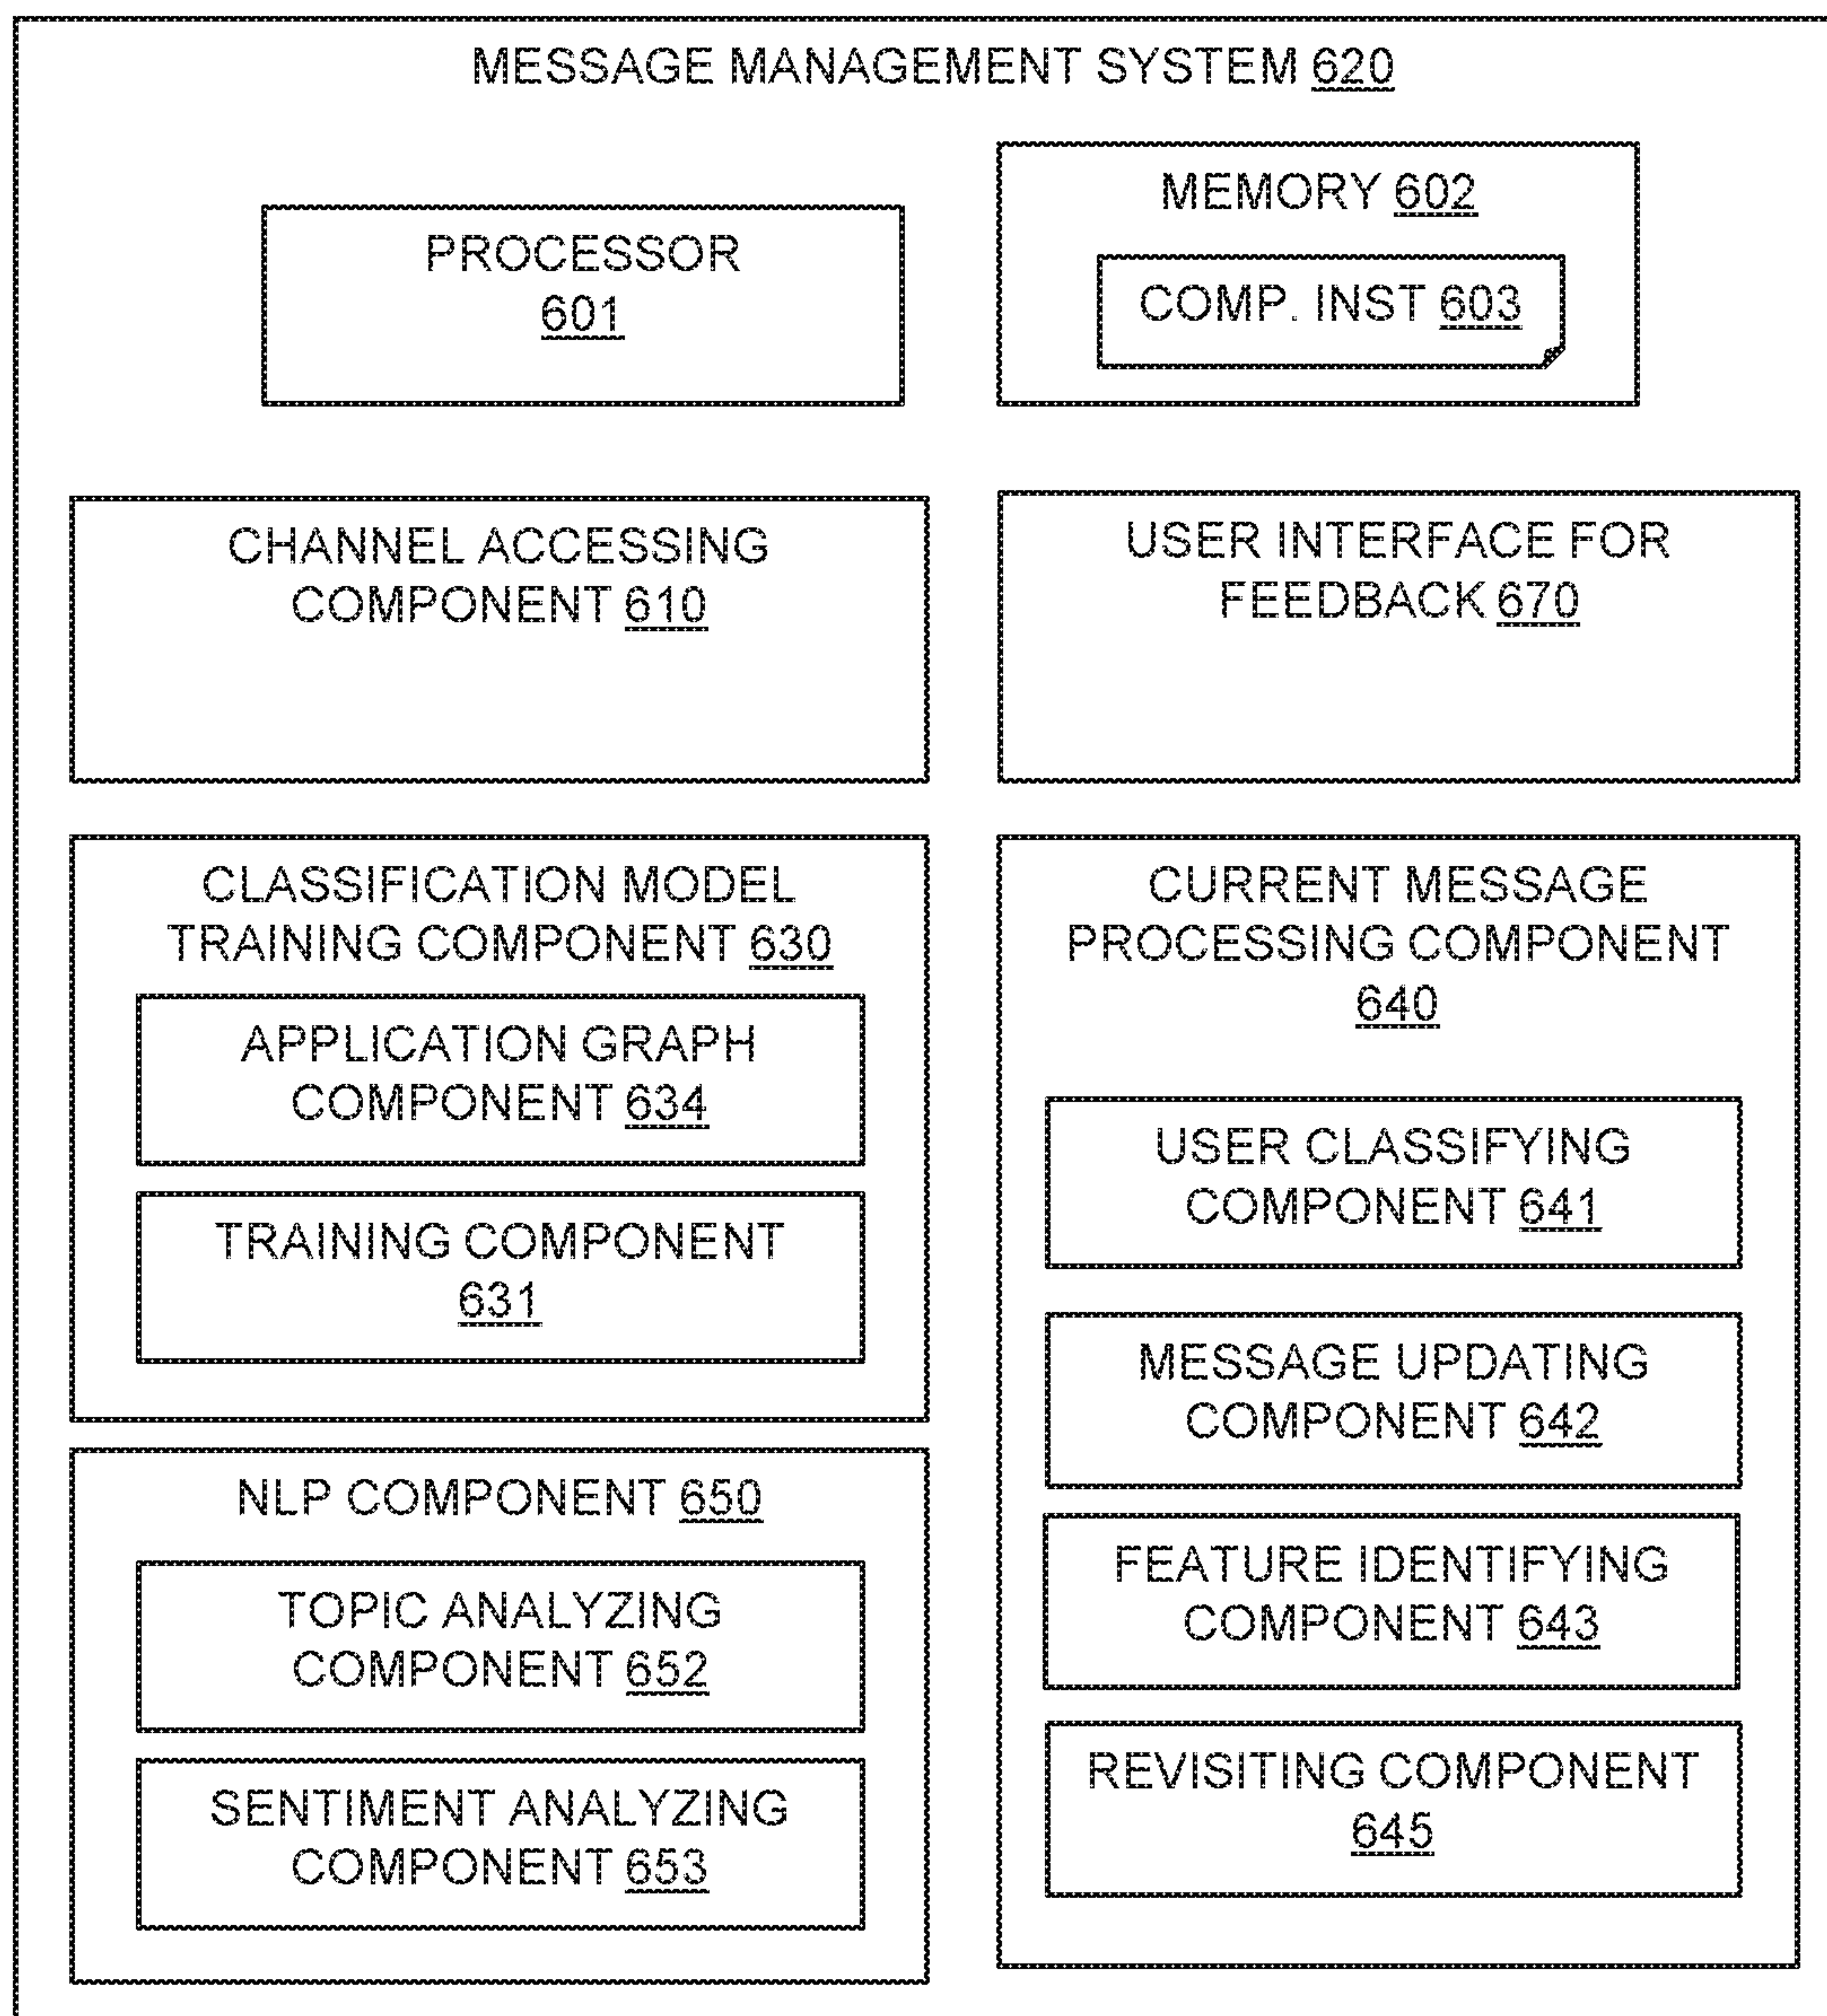 MESSAGE MANAGEMENT SYSTEM 620
PROCESSOR
601
MEMORY 602
COMP. INST 603
CHANNEL ACCESSING
COMPONENT 610
USER INTERFACE FOR
FEEDBACK 670
CLASSIFICATION MODEL
TRAINING COMPONENT 630
APPLICATION GRAPH
COMPONENT 634
TRAINING COMPONENT
631
NLP COMPONENT 650
TOPIC ANALYZING
COMPONENT 652
SENTIMENT ANALYZING
COMPONENT 653
CURRENT MESSAGE
PROCESSING COMPONENT
640
USER CLASSIFYING
COMPONENT 641
MESSAGE UPDATING
COMPONENT 642
FEATURE IDENTIFYING
COMPONENT 643
REVISITING COMPONENT
645